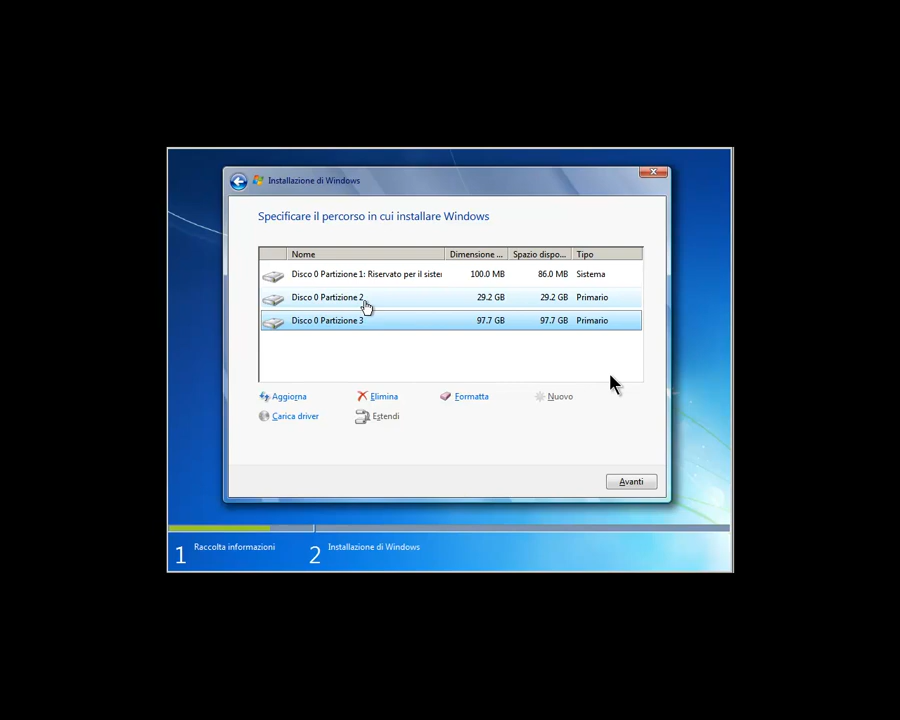 Installazione di Windows
Specificare il percorso in cui installare Windows
Nome Dimensione ... Spazio dispo... Tipo
Disco 0 Partizione 1: Riservato per il sister 100.0 MB 86.0 MB Sistema
Disco 0 Partizione 2 29.2 GB 29.2 GB Primario
Disco 0 Partizione 3 97.7 GB 97.7 GB Primario
Aggiorna Elimina Formatta Nuovo
Carica driver Estendi
Avanti
1 Raccolta informazioni 2 Installazione di Windows